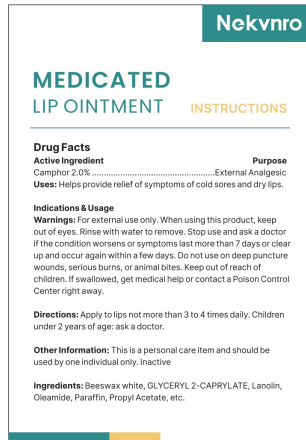 Nekvnro
MEDICATED
LIP OINTMENT INSTRUCTIONS
Drug Facts
Active Ingredient Purpose
Camphor 2.0% ....................................................External Analgesic
Uses: Helps provide relief of symptoms of cold sores and dry lips.
Indications & Usage
Warnings: For external use only. When using this product, keep
out of eyes. Rinse with water to remove. Stop use and ask a doctor
if the condition worsens or symptoms last more than 7 days or clear
up and occur again within a few days. Do not use on deep puncture
wounds, serious burns, or animal bites. Keep out of reach of
children. If swallowed, get medical help or contact a Poison Control
Center right away.
Directions: Apply to lips not more than 3 to 4 times daily. Children
under 2 years of age: ask a doctor.
Other Information: This is a personal care item and should be
used by one individual only. Inactive
Ingredients: Beeswax white, GLYCERYL 2-CAPRYLATE, Lanolin,
Oleamide, Paraffin, Propyl Acetate, etc.